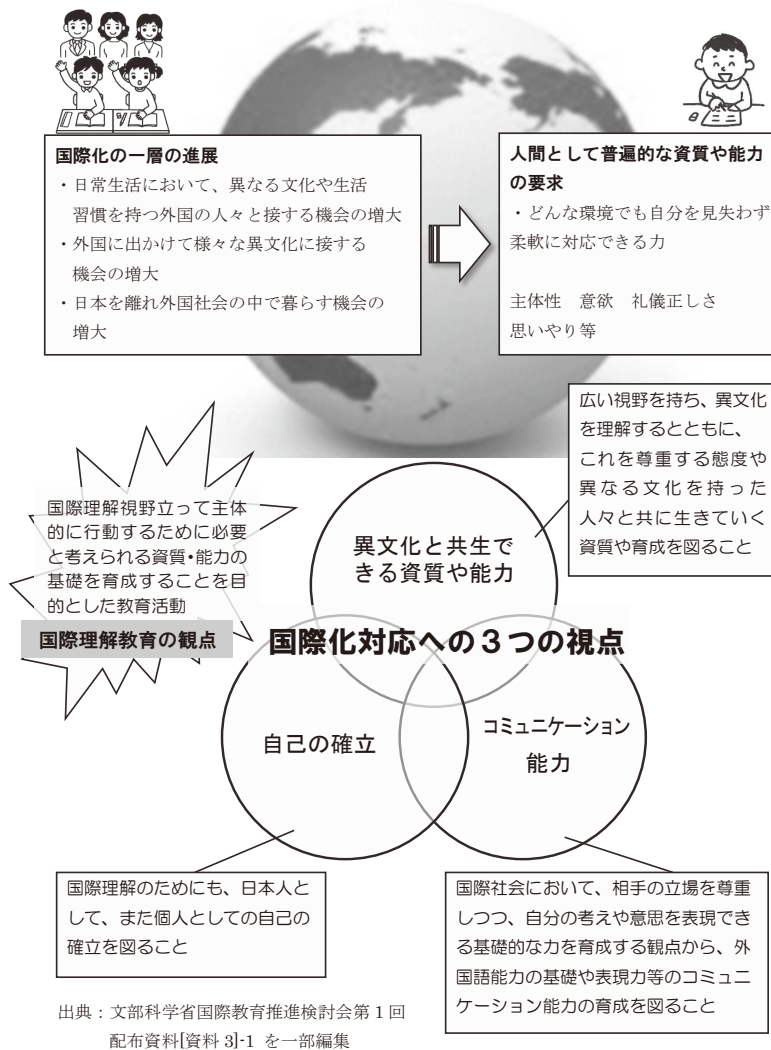 国際化の一層の進展
・日常生活において、異なる文化や生活
習慣を持つ外国の人々と接する機会の増大
・外国に出かけて様々な異文化に接する
機会の増大
・日本を離れ外国社会の中で暮らす機会の
増大
人間として普遍的な資質や能力
の要求
・どんな環境でも自分を見失わず
柔軟に対応できる力
主体性 意欲 礼儀正しさ
思いやり等
広い視野を持ち、異文化
を理解するとともに、
これを尊重する態度や
異なる文化を持った
人々と共に生きていく
資質や育成を図ること
国際理解視野立って主体
的に行動するために必要
と考えられる資質・能力の
基礎を育成することを目
的とした教育活動
国際理解教育の観点
異文化と共生で
きる資質や能力
国際化対応への3つの視点
自己の確立
コミュニケーション
能力
国際理解のためにも、日本人と
して、また個人としての自己の
確立を図ること
国際社会において、相手の立場を尊重
しつつ、自分の考えや意思を表現でき
る基礎的な力を育成する観点から、外
国語能力の基礎や表現力等のコミュニ
ケーション能力の育成を図ること
出典:文部科学省国際教育推進検討会第1回
配布資料[資料3]-1 を一部編集